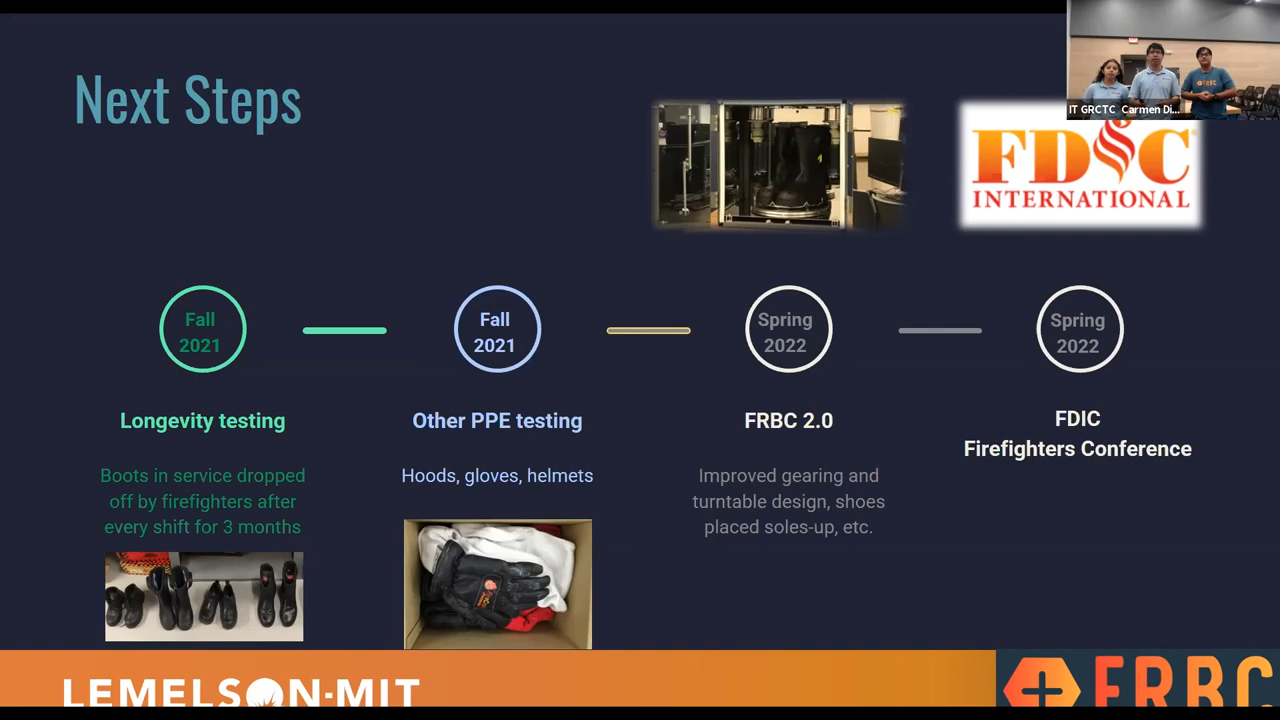 Next Steps
IT GRCTC_Carmen Di...
FDIC
INTERNATIONAL
Fall
2021
Fall
2021
Spring
2022
Spring
2022
Longevity testing
Boots in service dropped
off by firefighters after
every shift for 3 months
Other PPE testing
Hoods, gloves, helmets
FRBC 2.0
Improved gearing and
turntable design, shoes
placed soles-up, etc.
FDIC
Firefighters Conference
LEMELSON-MIT
FRBC